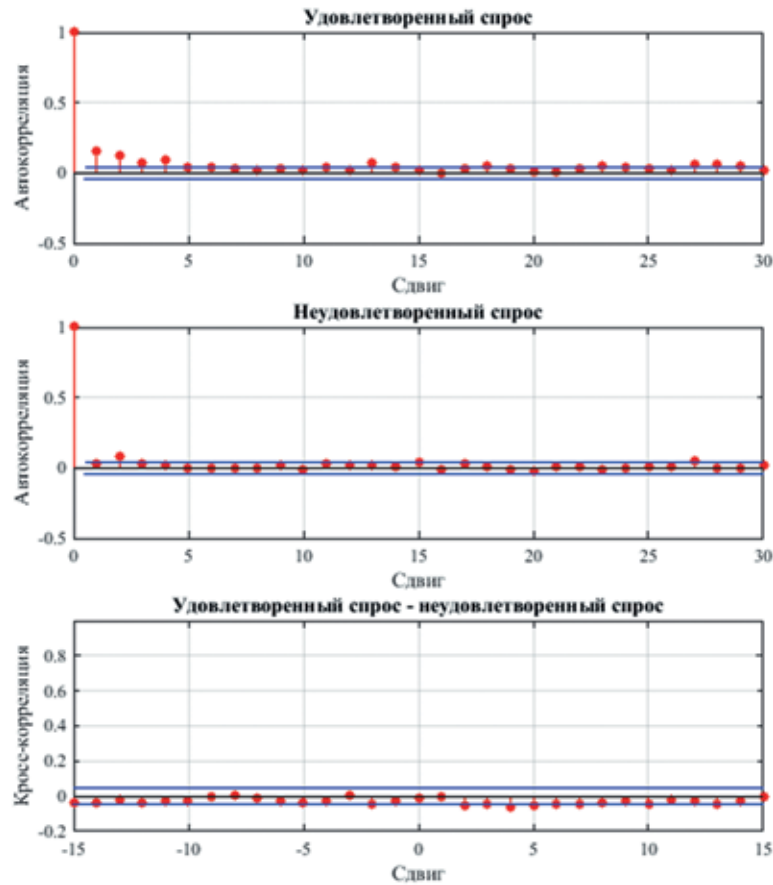 Удовлетворенный спрос
1
0.5
0
-0.5
Автокорреляция
0 5 10 15 20 25 30
Сдвиг
Неудовлетворенный спрос
1
0.5
0
-0.5
Автокорреляция
0 5 10 15 20 25 30
Сдвиг
Удовлетворенный спрос - неудовлетворенный спрос
0.8
0.6
0.4
0.2
0
-0.2
Кросс-корреляция
-15 -10 -5 0 5 10 15
Сдвиг